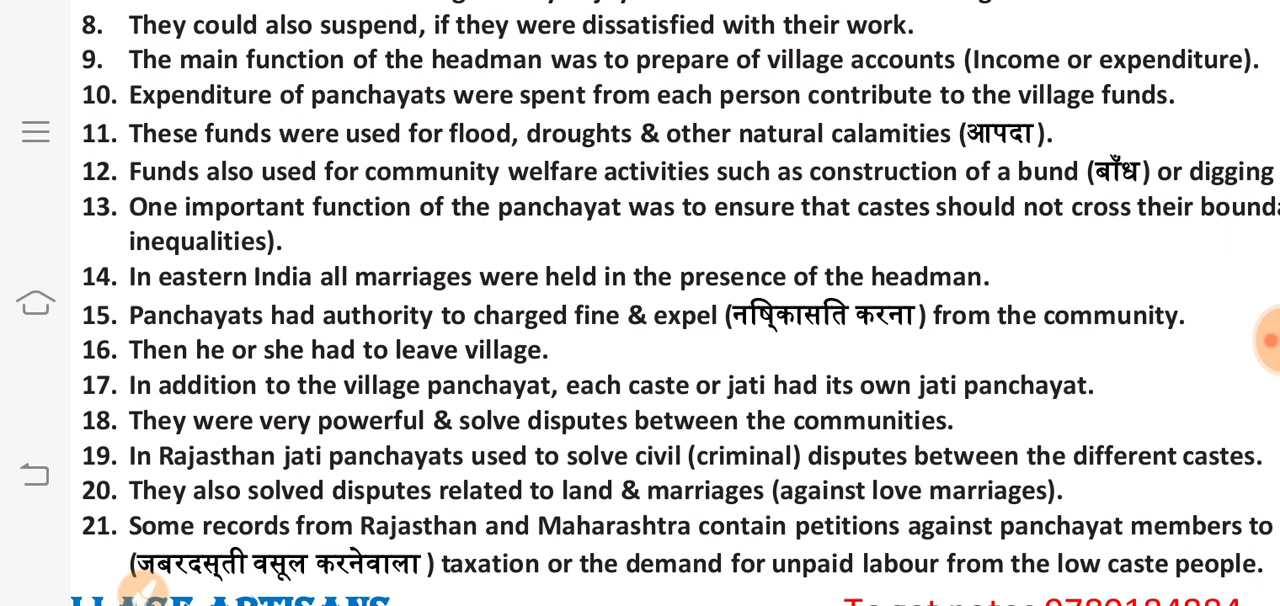 8. They could also suspend, if they were dissatisfied with their work.
9. The main function of the headman was to prepare of village accounts (Income or expenditure).
10. Expenditure of panchayats were spent from each person contribute to the village funds.
11. These funds were used for flood, droughts & other natural calamities (आपदा).
12. Funds also used for community welfare activities such as construction of a bund (बाँध) or digging
13. One important function of the panchayat was to ensure that castes should not cross their
inequalities).
14. In eastern India all marriages were held in the presence of the headman.
15. Panchayats had authority to charged fine & expel (नषि्कासति करना) from the community.
16. Then he or she had to leave village.
17. In addition to the village panchayat, each caste or jati had its own jati panchayat.
18. They were very powerful & solve disputes between the communities.
19. In Rajasthan jati panchayats used to solve civil (criminal) disputes between the different castes.
20. They also solved disputes related to land & marriages (against love marriages).
21. Some records from Rajasthan and Maharashtra contain petitions against panchayat members to
(जबरदस्ती वसूल करनेवाला) taxation or the demand for unpaid labour from the low caste people.